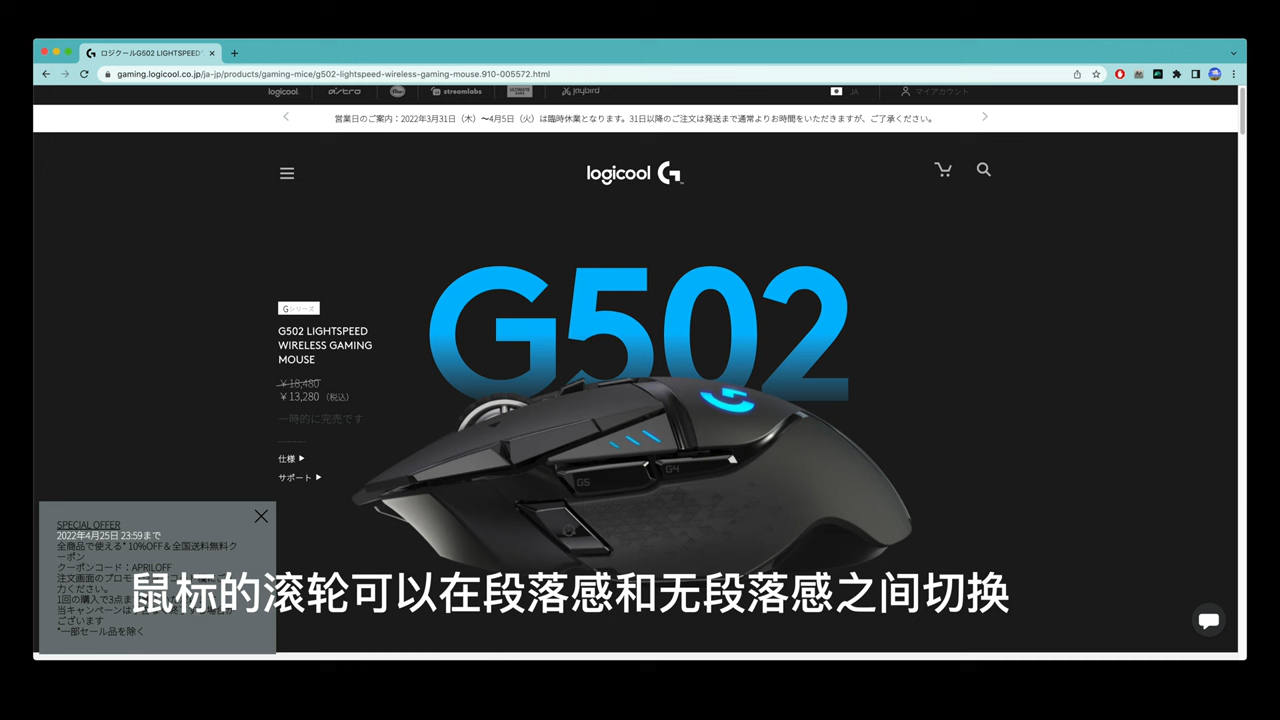 ロジクールG502 LIGHTSPEED
gaming.logicool.co.jp/ja-jp/products/gaming-mice/g502-lightspeed-wireless-gaming-mouse.910-005572.html
logicool
ASTRO
Blue
streamlabs
ULTIMATE EARS
Jaybird
JA
マイアカウント
営業日のご案内：2022年3月31日（木）〜4月5日（火）は臨時休業となります。31日以降のご注文は発送まで通常よりお時間をいただきますが、ご了承ください。
logicool G
G502
Gシリーズ
G502 LIGHTSPEED
WIRELESS GAMING
MOUSE
￥18,480
￥13,280（税込）
一時的に完売です
仕様
サポート
G5
G4
SPECIAL OFFER
2022年4月25日 23:59まで
全商品で使える* 10%OFF＆全国送料無料ク
ーポン
クーポンコード：APRILOFF
注文画面のプロモ
力ください。
1回の購入で3点ま
当キャンペーンは
ございます
*一部セール品を除く
鼠标的滚轮可以在段落感和无段落感之间切换